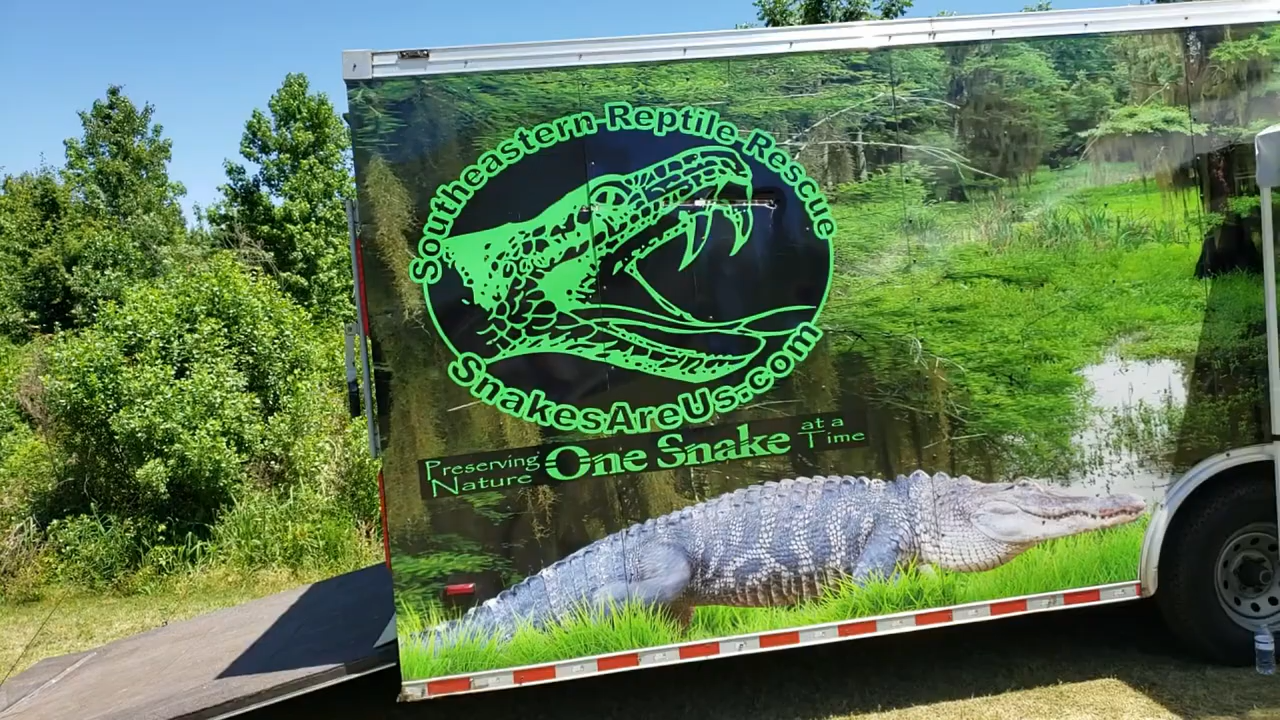 Southeastern Reptile Rescue
SnakesAreUs.com
Preserving Nature One Snake at a Time